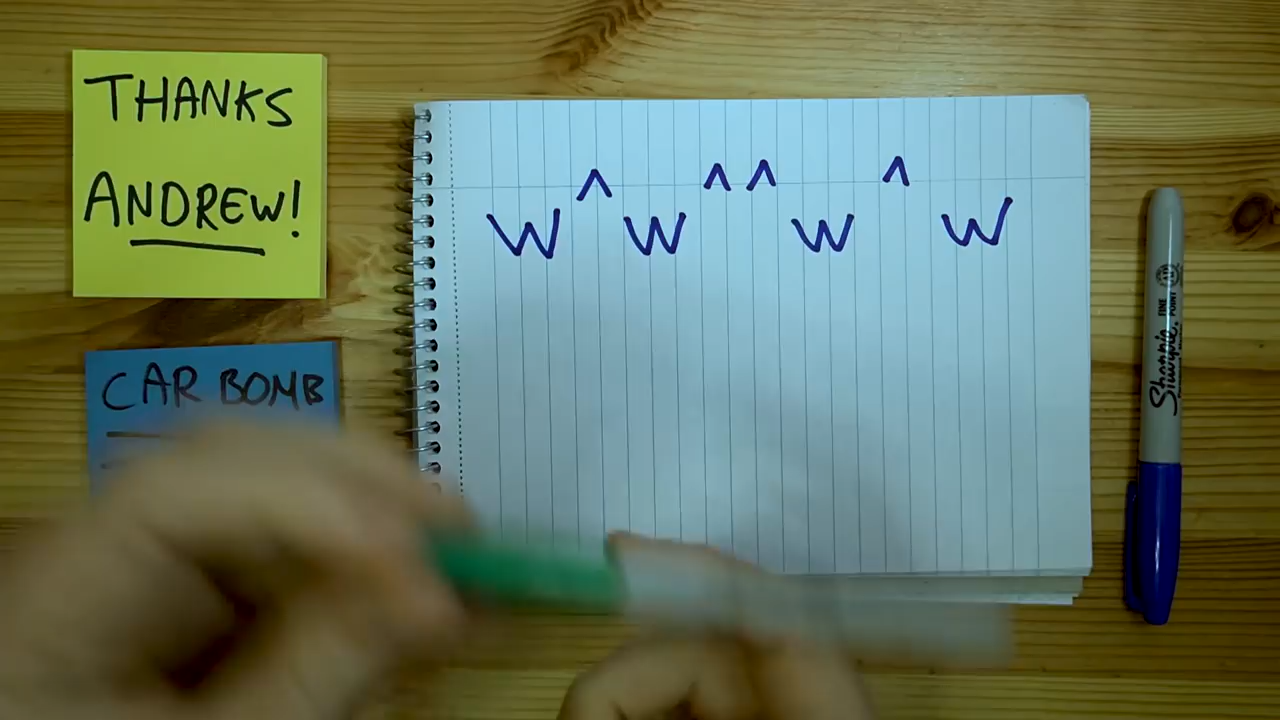 THANKS
ANDREW!
CAR BOMB
^ ^ ^ ^
W W W W
Sharpie
FINE
POINT